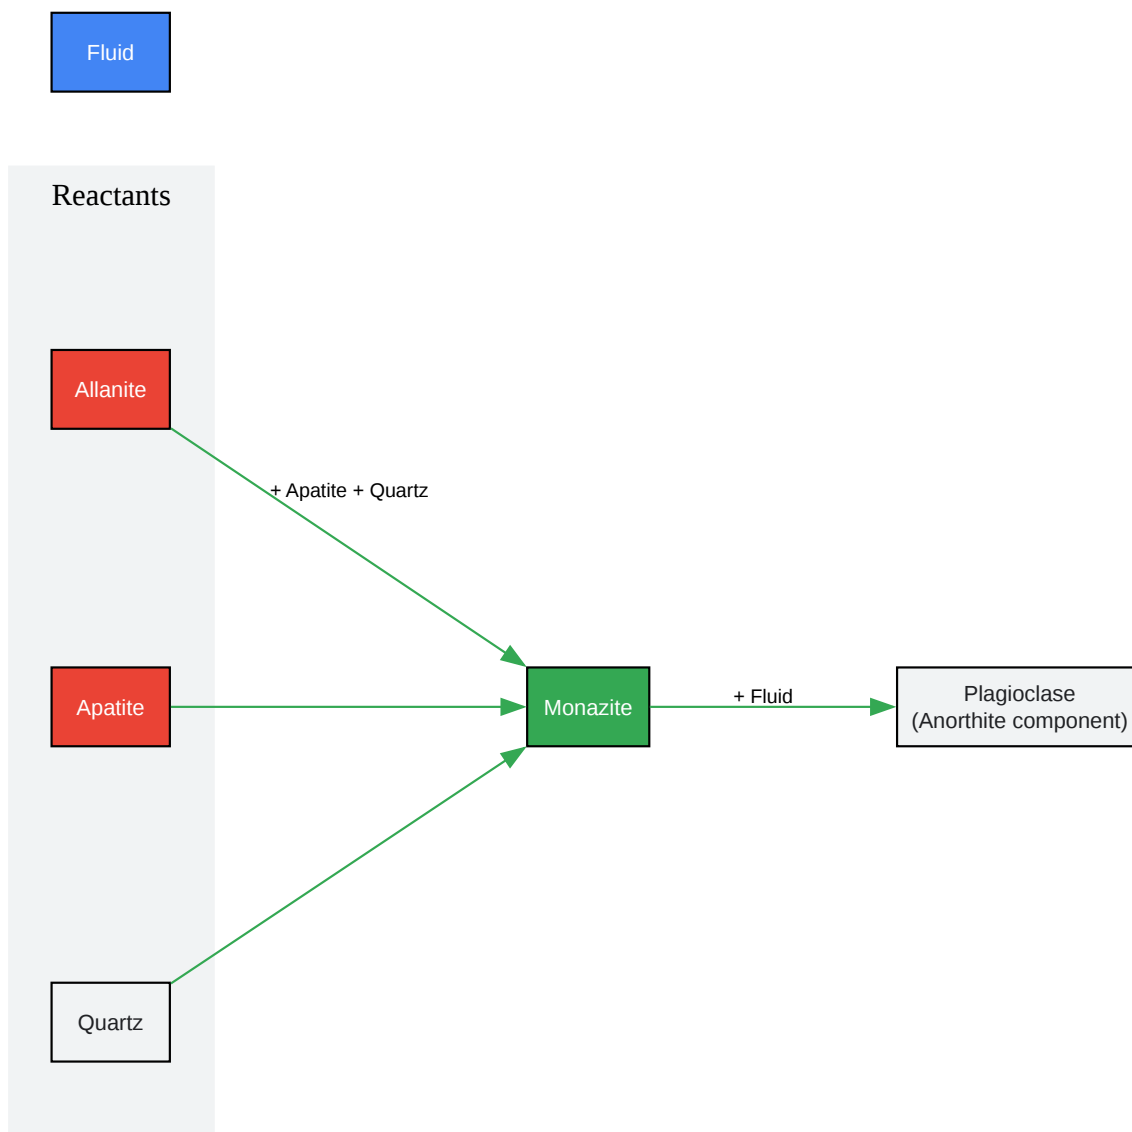 Fluid
Reactants
Allanite
+ Apatite + Quartz
Apatite
Monazite
+ Fluid
Plagioclase
(Anorthite component)
Quartz